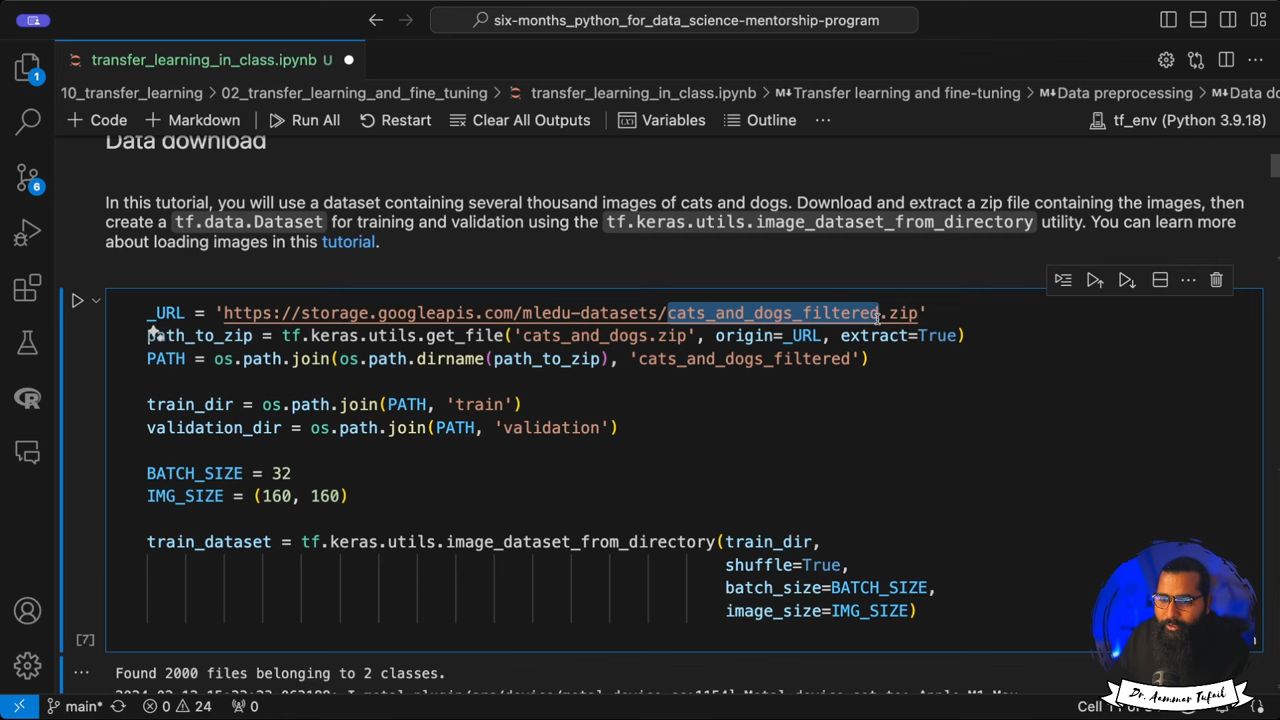 six-months_python_for_data_science-mentorship-program
transfer_learning_in_class.ipynb U
10_transfer_learning > 02_transfer_learning_and_fine_tuning > transfer_learning_in_class.ipynb > M↓Transfer learning and fine-tuning > M↓Data preprocessing > M↓Data do
+ Code + Markdown Run All Restart Clear All Outputs Variables Outline ... tf_env (Python 3.9.18)
Data download
In this tutorial, you will use a dataset containing several thousand images of cats and dogs. Download and extract a zip file containing the images, then
create a tf.data.Dataset for training and validation using the tf.keras.utils.image_dataset_from_directory utility. You can learn more
about loading images in this tutorial.
_URL = 'https://storage.googleapis.com/mledu-datasets/cats_and_dogs_filtered.zip'
path_to_zip = tf.keras.utils.get_file('cats_and_dogs.zip', origin=_URL, extract=True)
PATH = os.path.join(os.path.dirname(path_to_zip), 'cats_and_dogs_filtered')
train_dir = os.path.join(PATH, 'train')
validation_dir = os.path.join(PATH, 'validation')
BATCH_SIZE = 32
IMG_SIZE = (160, 160)
train_dataset = tf.keras.utils.image_dataset_from_directory(train_dir,
shuffle=True,
batch_size=BATCH_SIZE,
image_size=IMG_SIZE)
[7]
... Found 2000 files belonging to 2 classes.
1
6
main* 0 24 0 Cell 11 of
Dr. Aammar Tufail